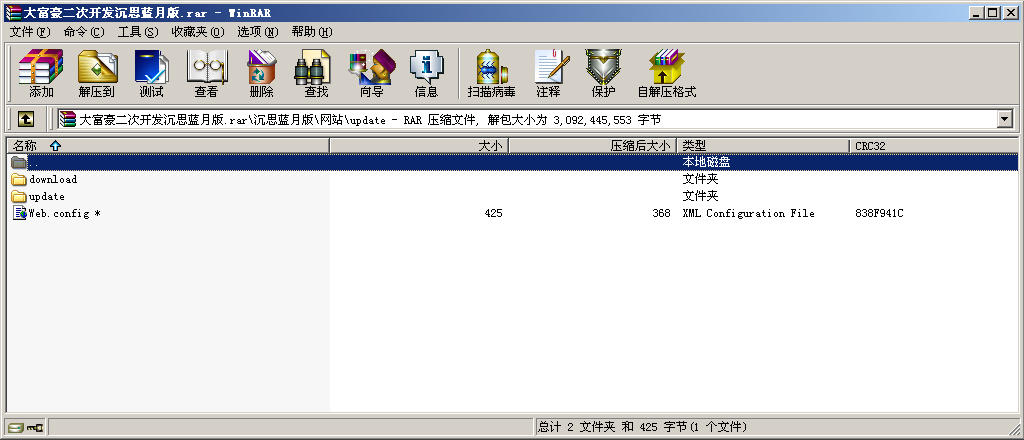 大富豪二次开发沉思蓝月版.rar - WinRAR
文件(F) 命令(C) 工具(S) 收藏夹(O) 选项(N) 帮助(H)
添加 解压到 测试 查看 删除 查找 向导 信息 扫描病毒 注释 保护 自解压格式
大富豪二次开发沉思蓝月版.rar\沉思蓝月版\网站\update - RAR 压缩文件, 解包大小为 3,092,445,553 字节
名称 大小 压缩后大小 类型 CRC32
.. 本地磁盘
download 文件夹
update 文件夹
Web.config * 425 368 XML Configuration File 838F941C
总计 2 文件夹 和 425 字节(1 个文件)